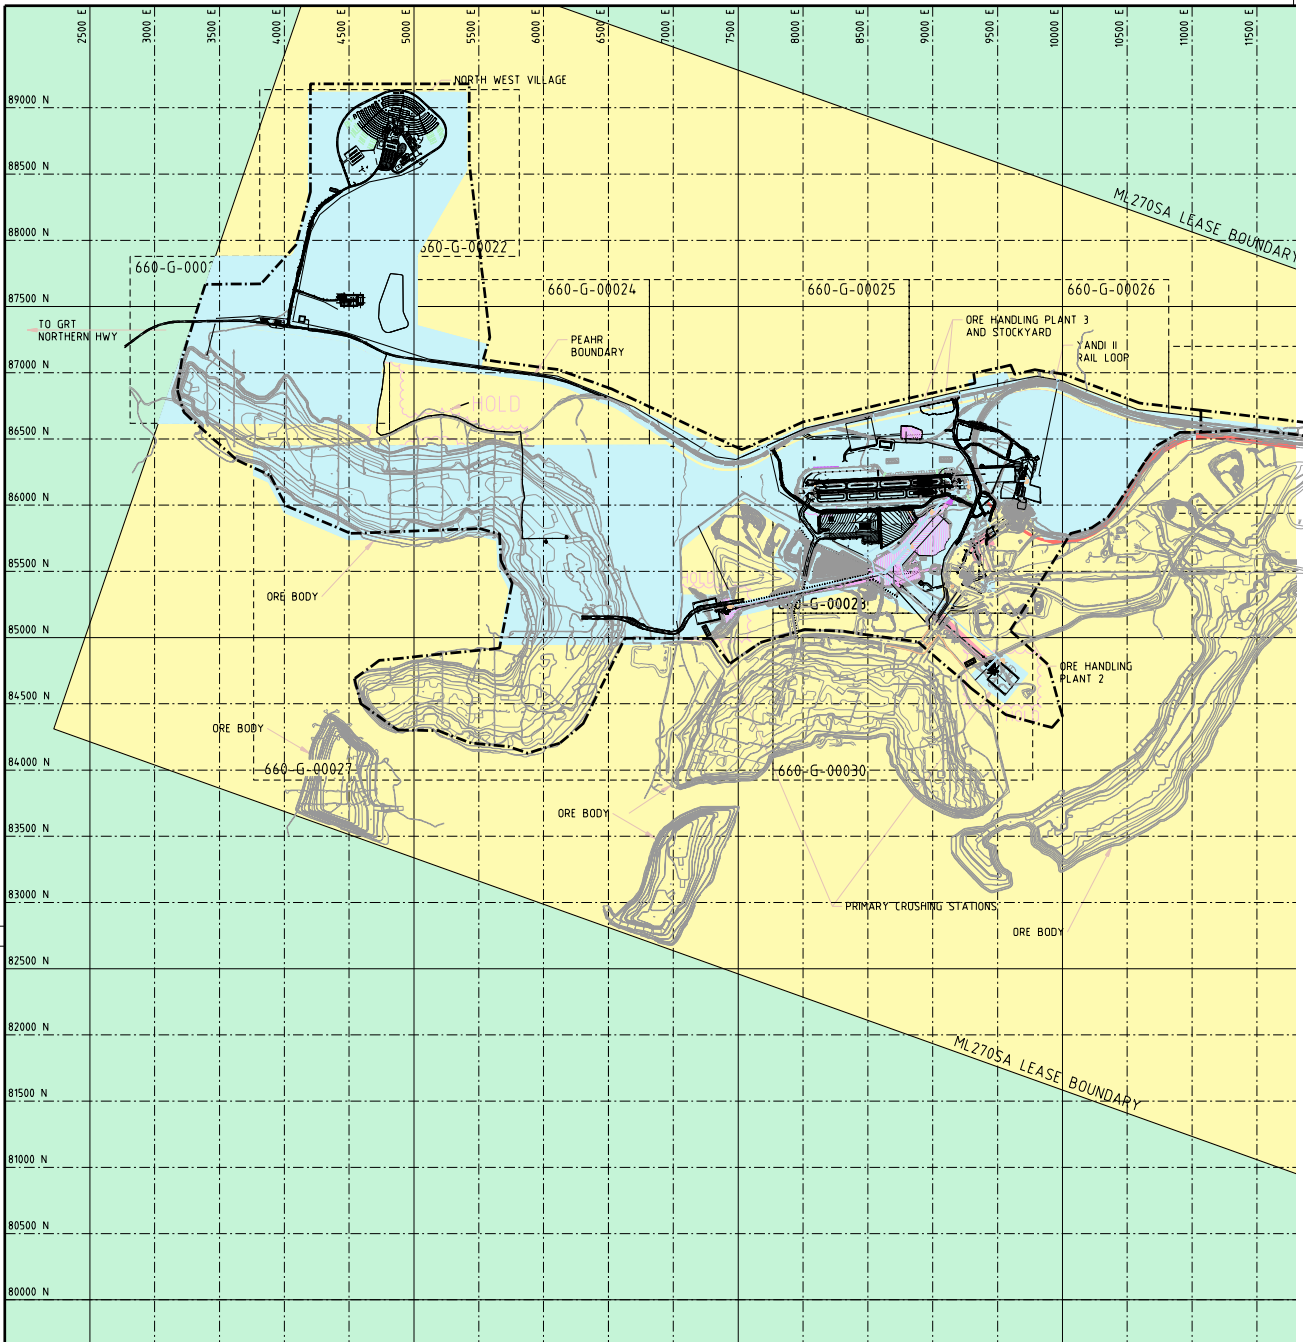 2500 E
3000 E
3500 E
4000 E
4500 E
5000 E
5500 E
6000 E
6500 E
7000 E
7500 E
8000 E
8500 E
9000 E
9500 E
10000 E
10500 E
11000 E
11500 E
NORTH WEST VILLAGE
89000 N
88500 N
ML270SA LEASE BOUNDARY
88000 N
660-G-00022
660-G-000
87500 N
660-G-00024
660-G-00025
660-G-00026
TO GRT
NORTHERN HWY
ORE HANDLING PLANT 3
AND STOCKYARD
PEAHR
BOUNDARY
YANDI II
RAIL LOOP
87000 N
HOLD
86500 N
86000 N
85500 N
HOLD
ORE BODY
85000 N
ORE HANDLING
PLANT 2
84500 N
ORE BODY
84000 N
660-G-00027
660-G-00030
ORE BODY
83500 N
83000 N
PRIMARY CRUSHING STATIONS
ORE BODY
82500 N
82000 N
ML270SA LEASE BOUNDARY
81500 N
81000 N
80500 N
80000 N